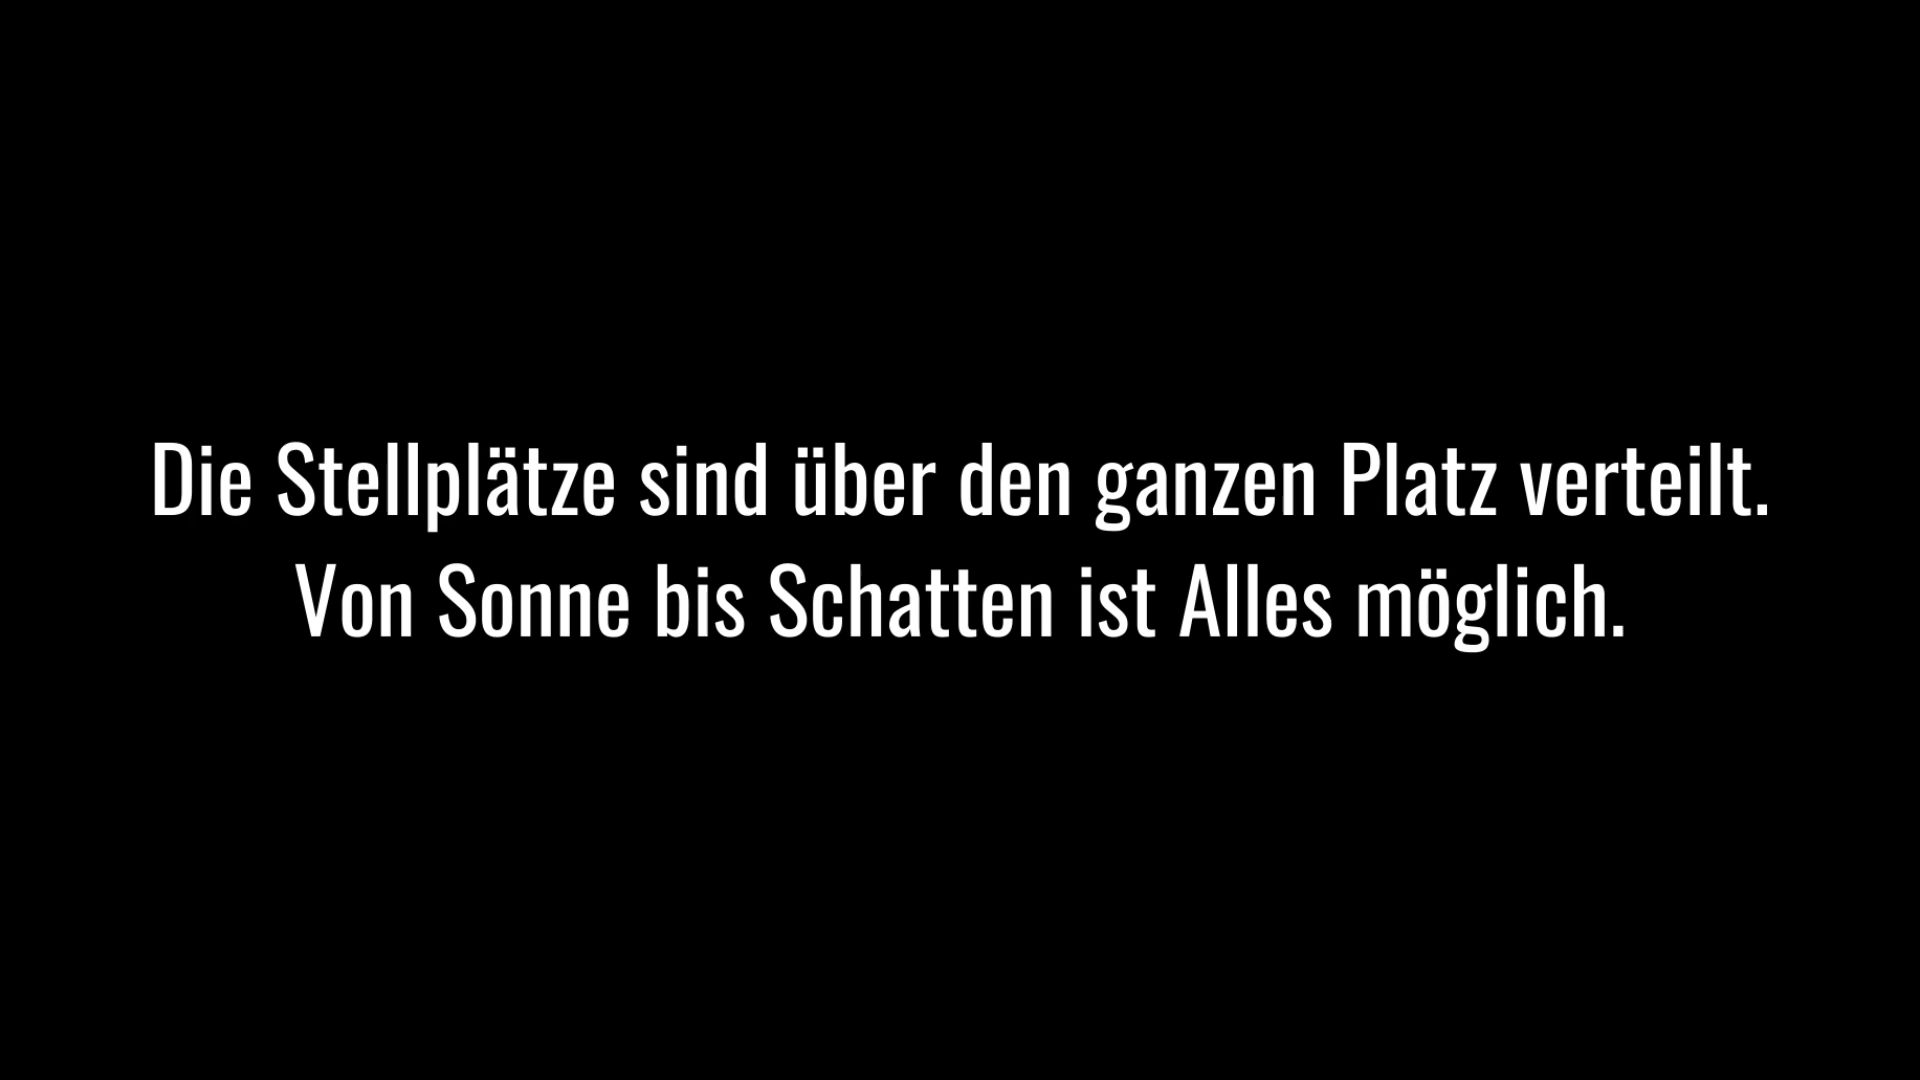 Die Stellplätze sind über den ganzen Platz verteilt.
Von Sonne bis Schatten ist Alles möglich.